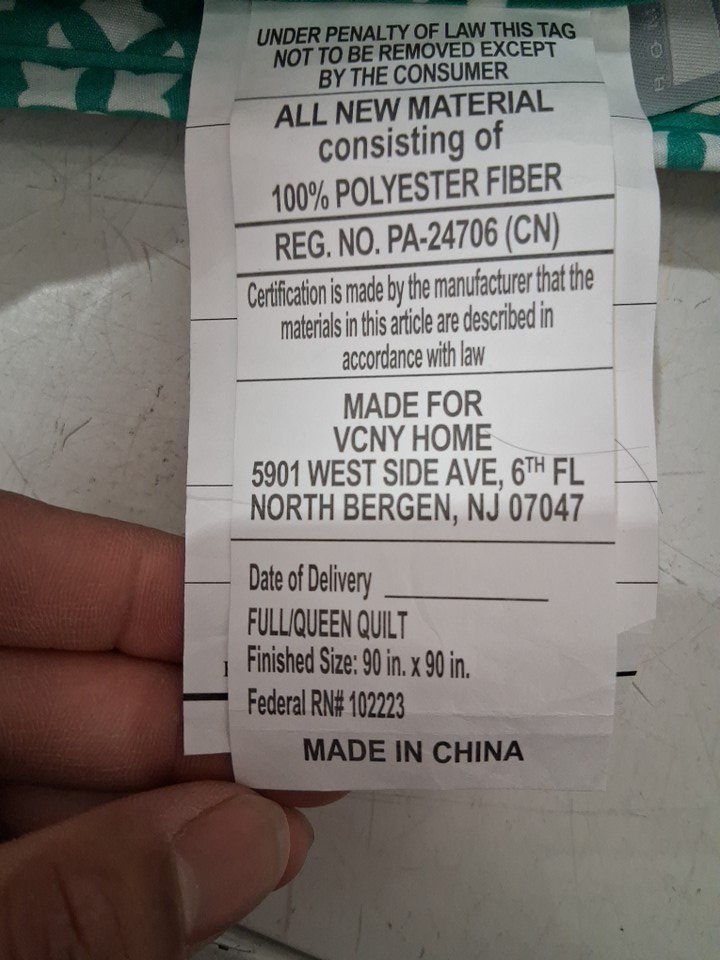 UNDER PENALTY OF LAW THIS TAG
NOT TO BE REMOVED EXCEPT
BY THE CONSUMER
ALL NEW MATERIAL
consisting of
100% POLYESTER FIBER
REG. NO. PA-24706 (CN)
Certification is made by the manufacturer that the
materials in this article are described in
accordance with law
MADE FOR
VCNY HOME
5901 WEST SIDE AVE, 6TH FL
NORTH BERGEN, NJ 07047
Date of Delivery
FULL/QUEEN QUILT
Finished Size: 90 in. x 90 in.
Federal RN# 102223
MADE IN CHINA